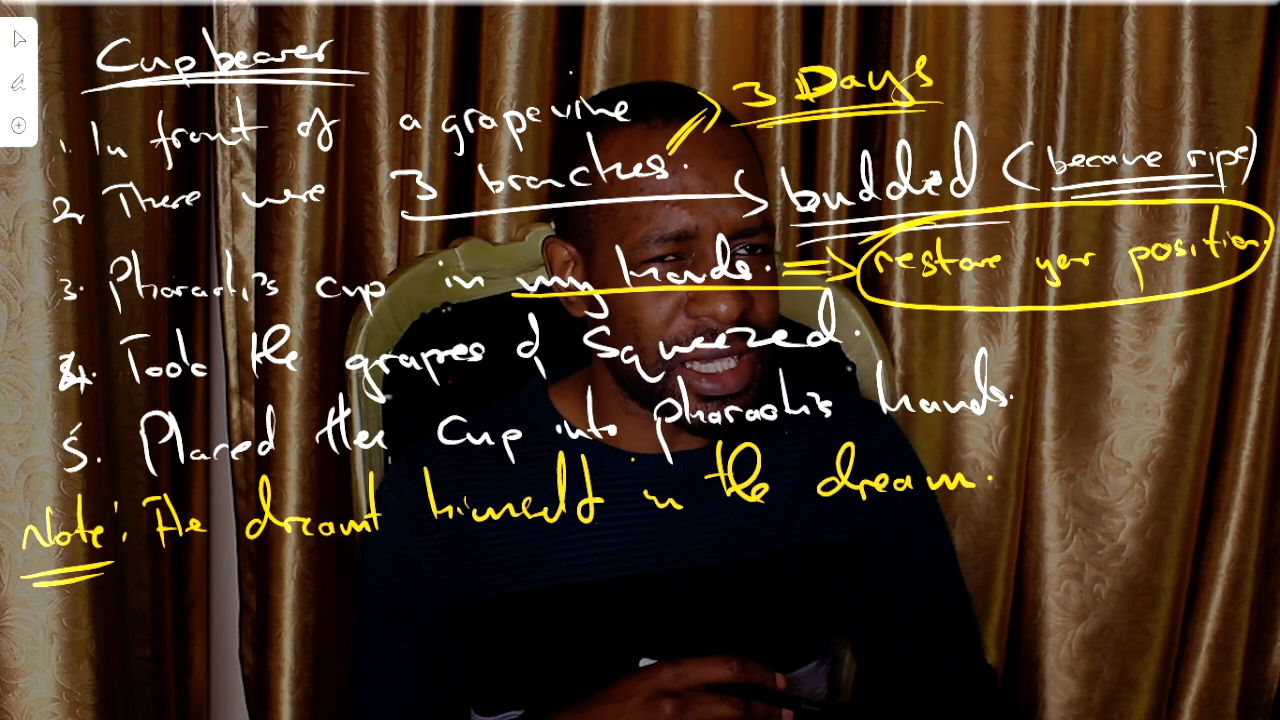 Cupbearer
1. In front of a grapevine
3 Days
2. There were 3 branches. budded (became ripe)
3. Pharaoh's cup in my hands. => restore your position.
4. Took the grapes & Squeezed.
5. Placed the Cup into pharaoh's hands.
Note: He dreamt himself in the dream.